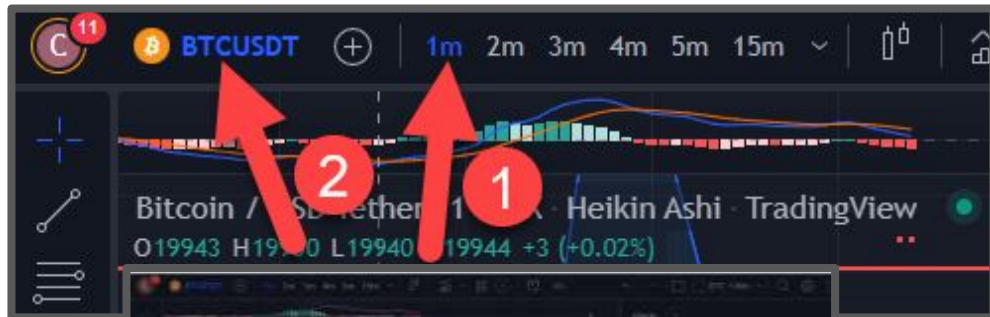 C 11 BTCUSDT 1m 2m 3m 4m 5m 15m
2 1
Bitcoin / Heikin Ashi · TradingView
O19943 L19940 19944 +3 (+0.02%)